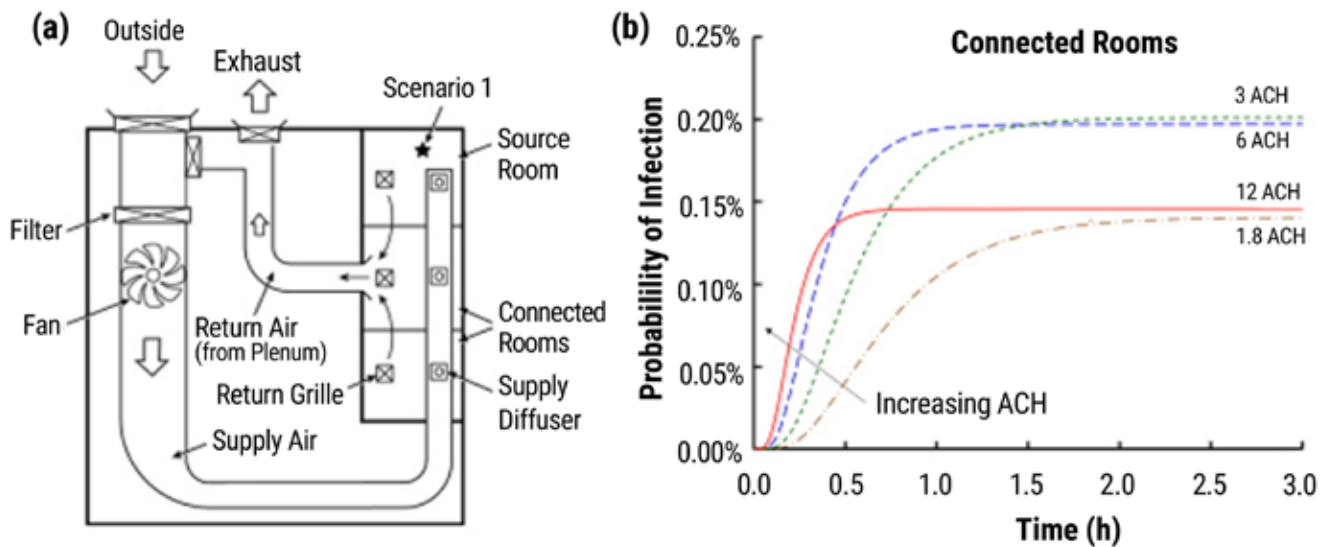 (a)
Outside
Exhaust
Scenario 1
Source
Room
Filter
Fan
Return Air
(from Plenum)
Connected
Rooms
Return Grille
Supply
Diffuser
Supply Air
(b)
Connected Rooms
Probabilility of Infection
0.25%
0.20%
0.15%
0.10%
0.05%
0.00%
3 ACH
6 ACH
12 ACH
1.8 ACH
Increasing ACH
0.0 0.5 1.0 1.5 2.0 2.5 3.0
Time (h)